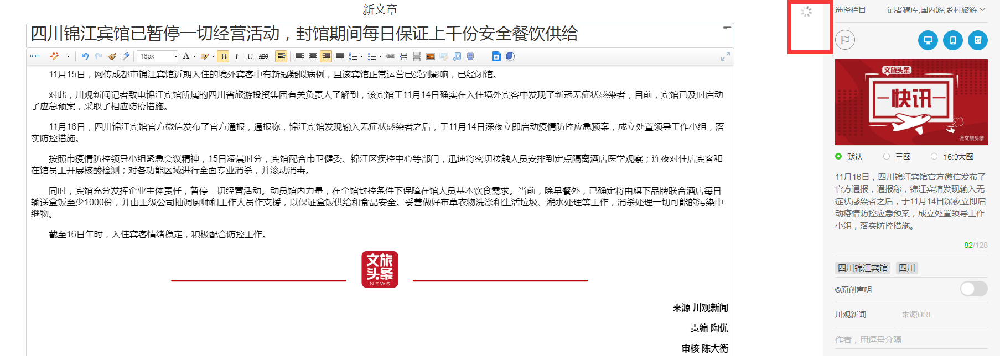 新文章
四川锦江宾馆已暂停一切经营活动，封馆期间每日保证上千份安全餐饮供给
HTML
16px
A
ab
B
I
U
ABC
11月15日，网传成都市锦江宾馆近期入住的境外宾客中有新冠疑似病例，且该宾馆正常运营已受到影响，已经闭馆。
对此，川观新闻记者致电锦江宾馆所属的四川省旅游投资集团有关负责人了解到，该宾馆于11月14日确实在入住境外宾客中发现了新冠无症状感染者，目前，宾馆已及时启动
了应急预案，采取了相应防疫措施。
11月16日，四川锦江宾馆官方微信发布了官方通报，通报称，锦江宾馆发现输入无症状感染者之后，于11月14日深夜立即启动疫情防控应急预案，成立处置领导工作小组，落
实防控措施。
按照市疫情防控领导小组紧急会议精神，15日凌晨时分，宾馆配合市卫健委、锦江区疾控中心等部门，迅速将密切接触人员安排到定点隔离酒店医学观察；连夜对住店宾客和
在馆员工开展核酸检测；对各功能区域进行全面专业消杀，并滚动消毒。
同时，宾馆充分发挥企业主体责任，暂停一切经营活动。动员馆内力量，在全馆封控条件下保障在馆人员基本饮食需求。当前，除早餐外，已确定将由旗下品牌联合酒店每日
输送盒饭至少1000份，并由上级公司抽调厨师和工作人员作支援，以保证盒饭供给和食品安全。妥善做好布草衣物洗涤和生活垃圾、潲水处理等工作，消杀处理一切可能的污染中
继物。
截至16日午时，入住宾客情绪稳定，积极配合防控工作。
文旅
头条
NEWS
来源 川观新闻
责编 陶优
审核 陈大衡
选择栏目
记者稿库,国内游,乡村旅游
文旅头条
快讯
@文旅头条
默认
三图
16:9大图
11月16日，四川锦江宾馆官方微信发布了
官方通报，通报称，锦江宾馆发现输入无
症状感染者之后，于11月14日深夜立即启
动疫情防控应急预案，成立处置领导工作
小组，落实防控措施。
82/128
四川锦江宾馆
四川
©原创声明
川观新闻
来源URL
作者，用逗号分隔